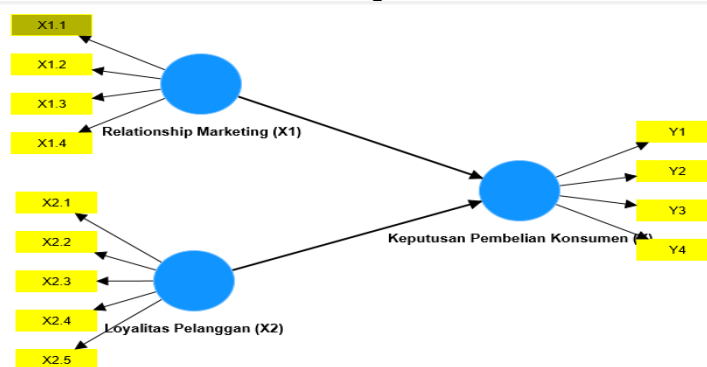 X1.1
X1.2
X1.3
X1.4
Relationship Marketing (X1)
X2.1
X2.2
X2.3
X2.4
X2.5
Loyalitas Pelanggan (X2)
Keputusan Pembelian Konsumen
Y1
Y2
Y3
Y4